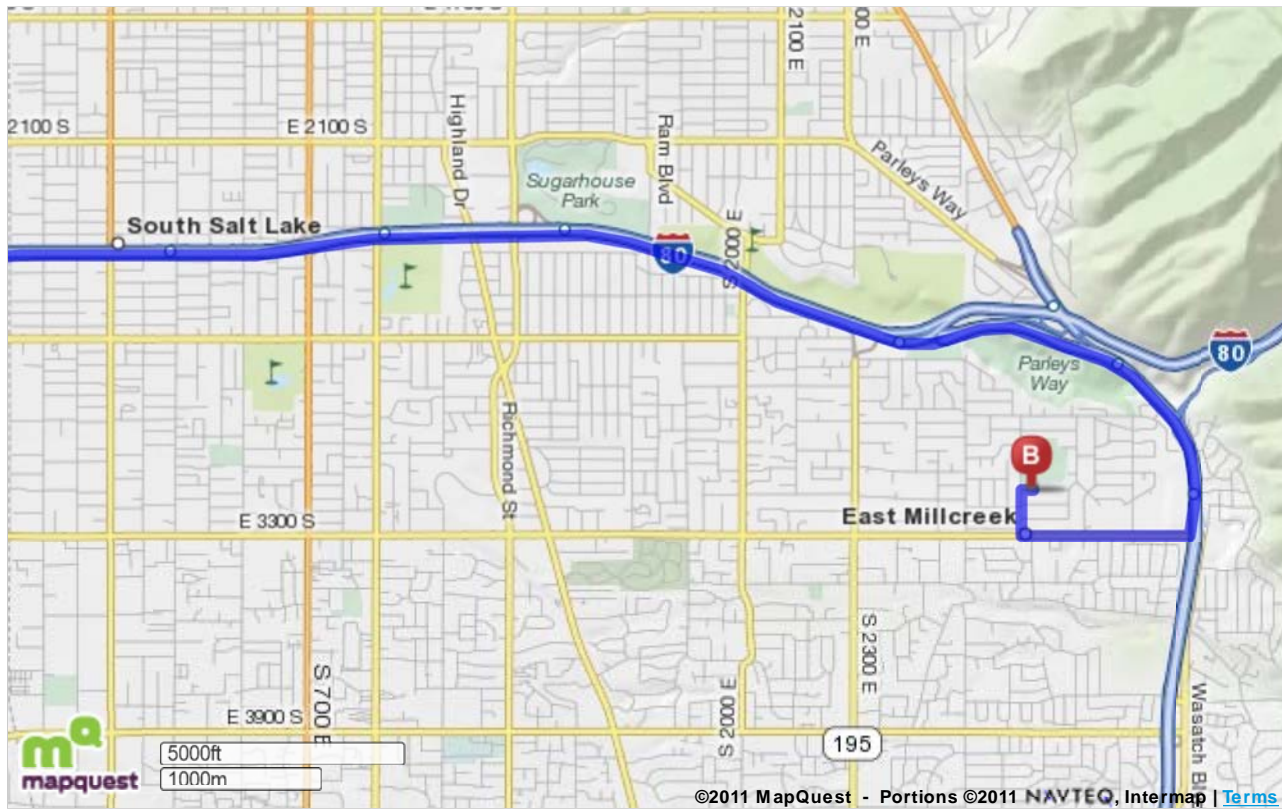 2100 E
00 E
2100 S
E 2100 S
Highland Dr
Ram Blvd
Parleys Way
Sugarhouse
Park
South Salt Lake
S 2000 E
80
80
Parleys
Way
Richmond St
B
E 3300 S
East Millcreek
S 2300 E
S 700 E
S 2000 E
Wasatch Bl
E 3900 S
195
mQ
mapquest
5000ft
1000m
©2011 MapQuest - Portions ©2011 NAVTEQ, Intermap | Terms